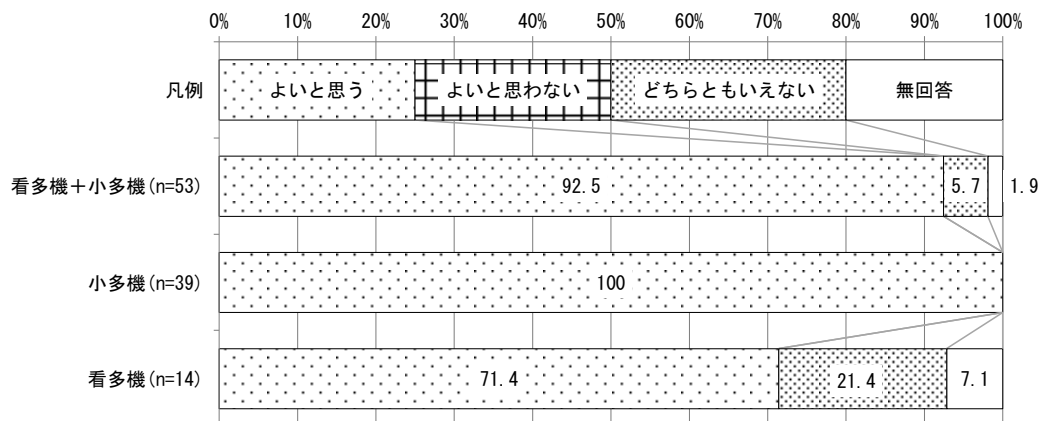 0% 10% 20% 30% 40% 50% 60% 70% 80% 90% 100%
凡例 よいと思う よいと思わない どちらともいえない 無回答
看多機＋小多機(n=53) 92.5 5.7 1.9
小多機(n=39) 100
看多機(n=14) 71.4 21.4 7.1